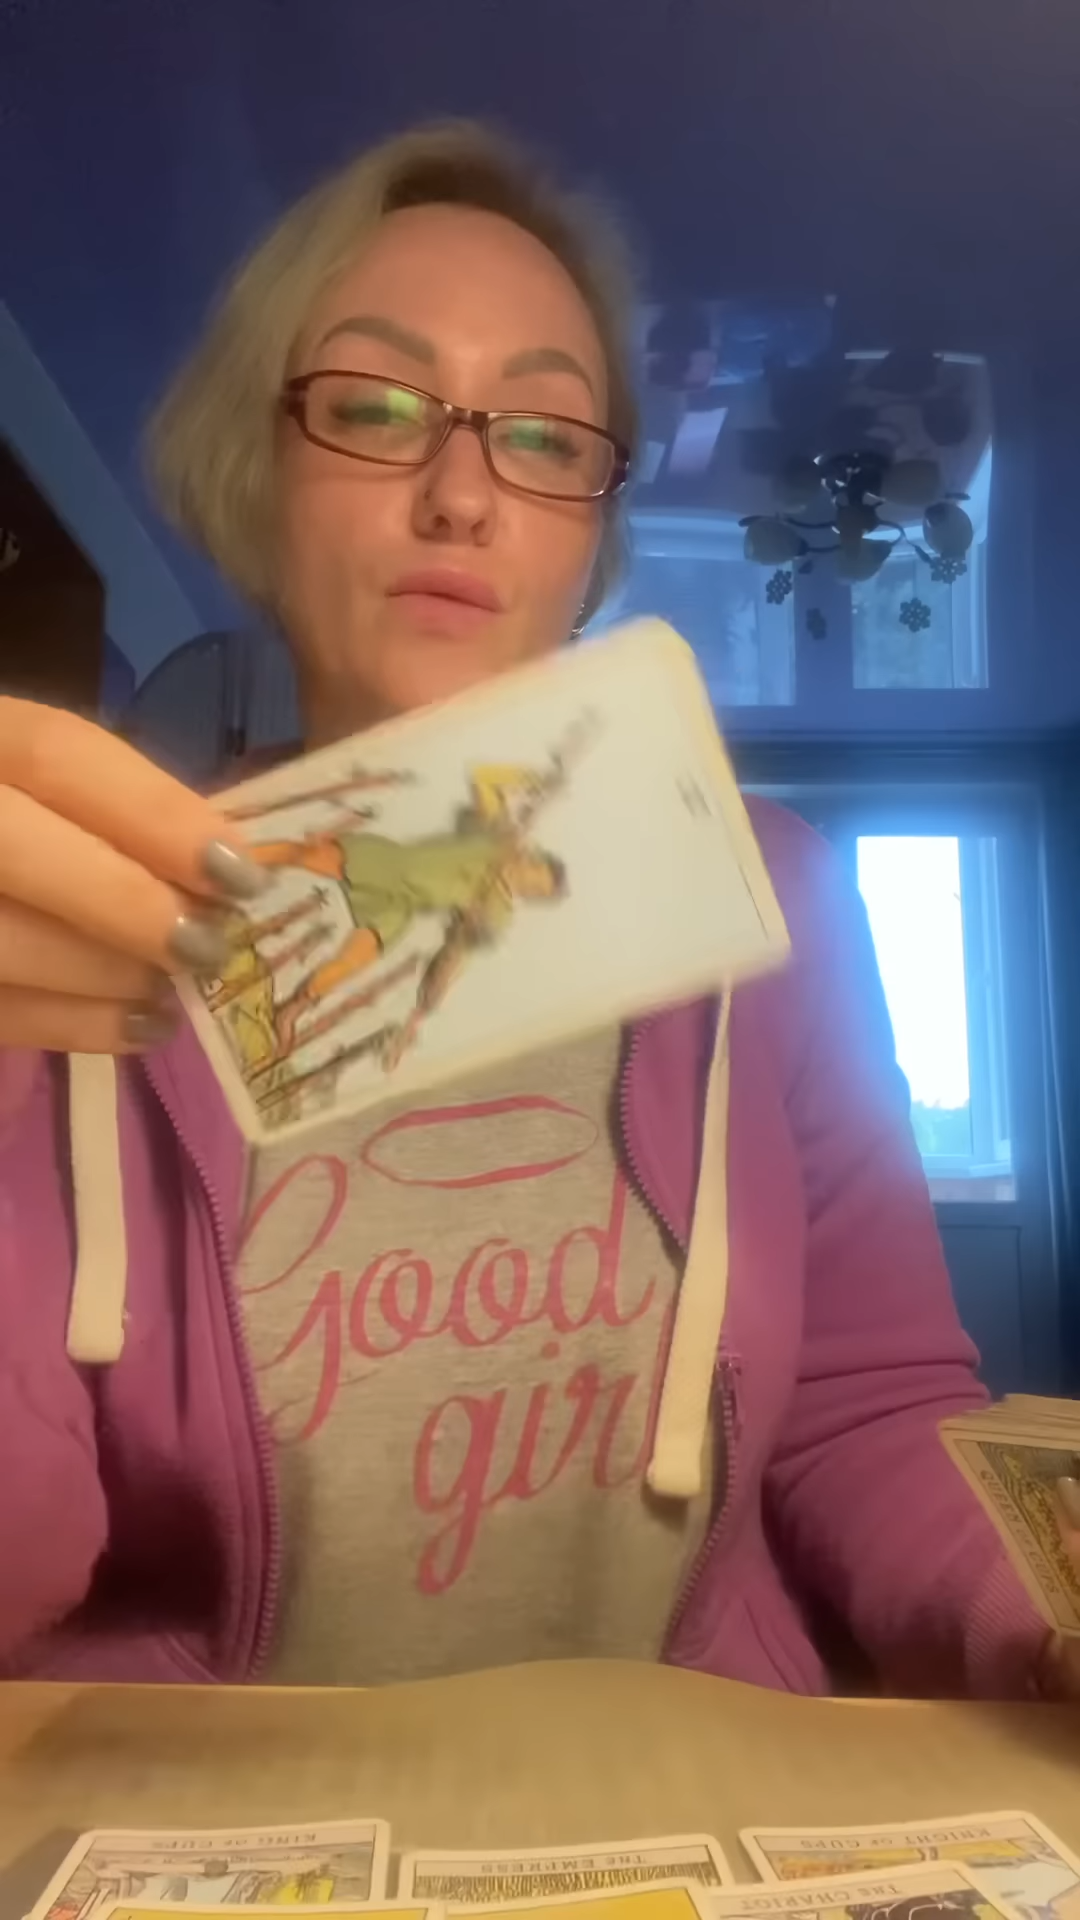 Good
girl
QUEEN OF CUPS
KING OF CUPS
THE EMPRESS
KNIGHT OF CUPS
THE CHARIOT